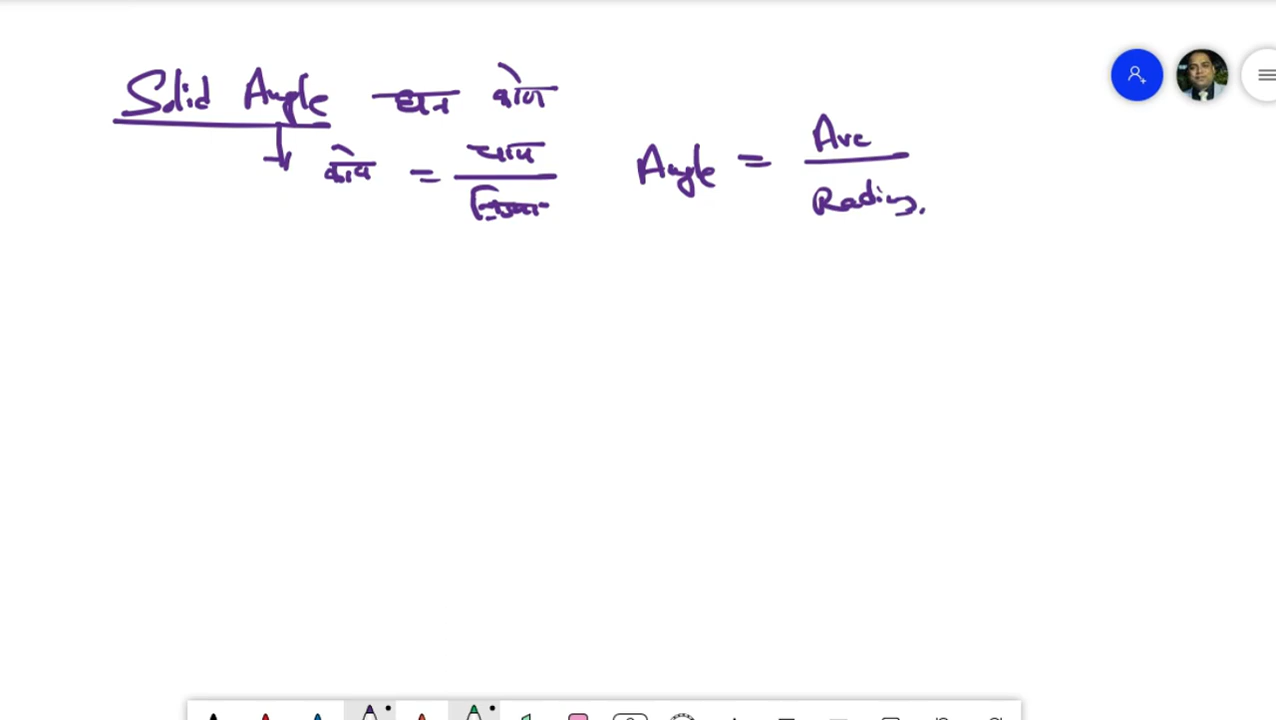 Solid Angle घन कोण
कोण = चाप / त्रिज्या Angle = Arc / Radius.